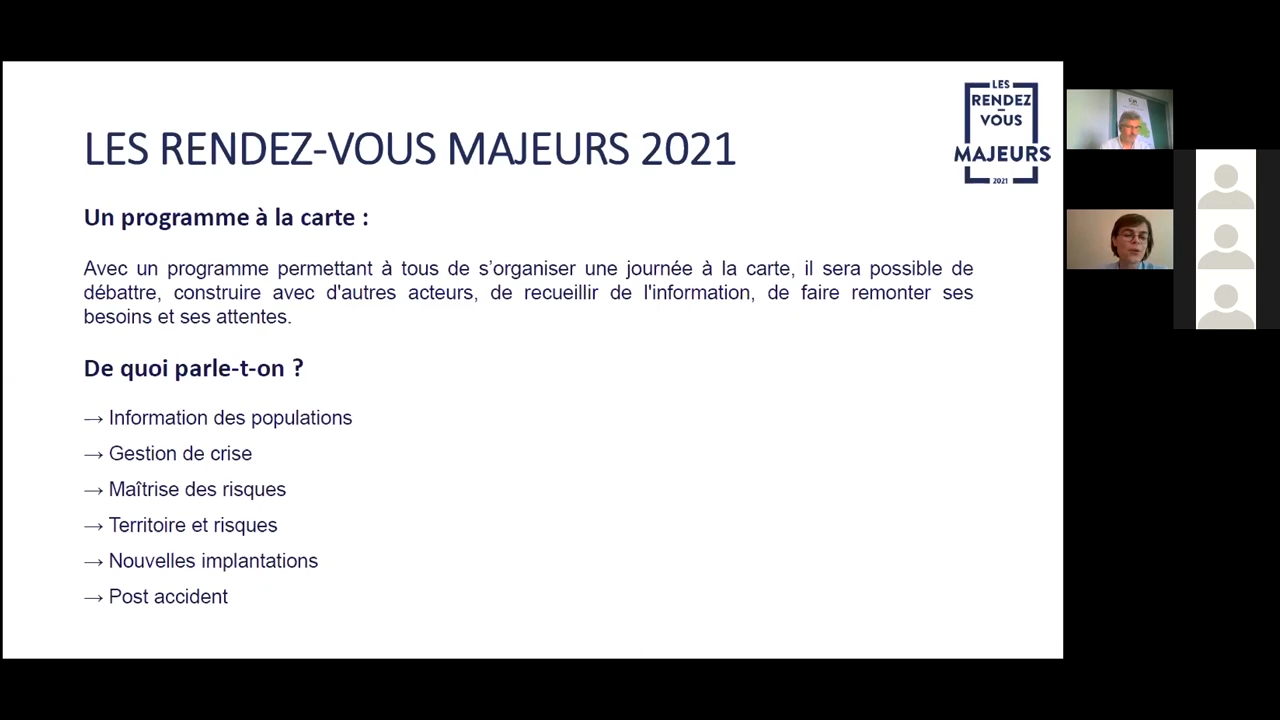 LES RENDEZ-VOUS MAJEURS 2021
LES
RENDEZ
–
VOUS
MAJEURS
2021
Un programme à la carte :
Avec un programme permettant à tous de s’organiser une journée à la carte, il sera possible de
débattre, construire avec d'autres acteurs, de recueillir de l'information, de faire remonter ses
besoins et ses attentes.
De quoi parle-t-on ?
→ Information des populations
→ Gestion de crise
→ Maîtrise des risques
→ Territoire et risques
→ Nouvelles implantations
→ Post accident